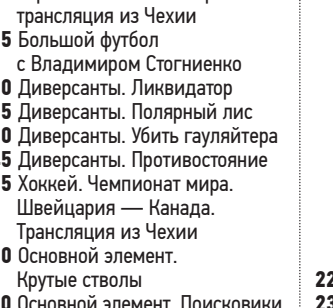 трансляция из Чехии
5 Большой футбол
с Владимиром Стогниенко
0 Диверсанты. Ликвидатор
5 Диверсанты. Полярный лис
0 Диверсанты. Убить гауляйтера
5 Диверсанты. Противостояние
5 Хоккей. Чемпионат мира.
Швейцария — Канада.
Трансляция из Чехии
0 Основной элемент.
Крутые стволы
22
0 Основной элемент. Поисковики
23